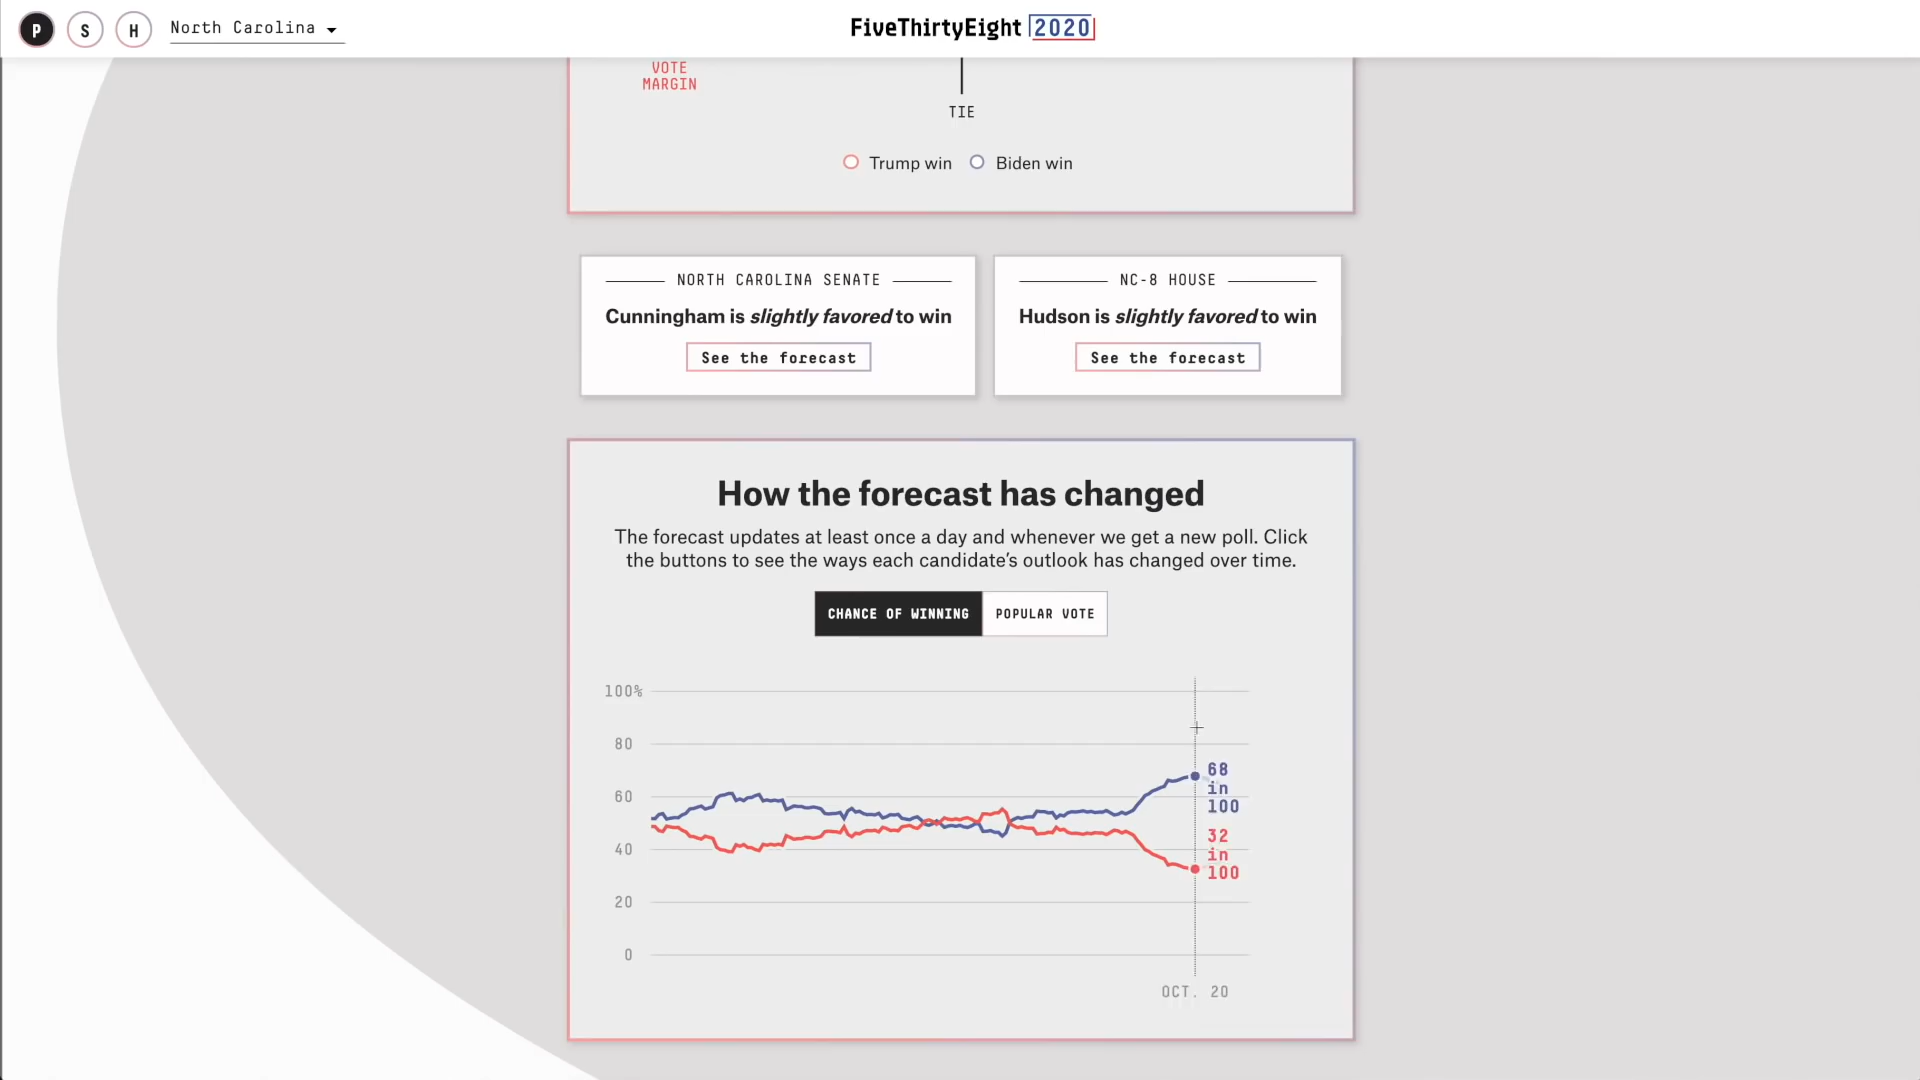 P S H North Carolina
FiveThirtyEight 2020
VOTE
MARGIN
TIE
Trump win Biden win
NORTH CAROLINA SENATE
Cunningham is slightly favored to win
See the forecast
NC-8 HOUSE
Hudson is slightly favored to win
See the forecast
How the forecast has changed
The forecast updates at least once a day and whenever we get a new poll. Click
the buttons to see the ways each candidate’s outlook has changed over time.
CHANCE OF WINNING POPULAR VOTE
100%
80
60
40
20
0
68
in
100
32
in
100
OCT. 20